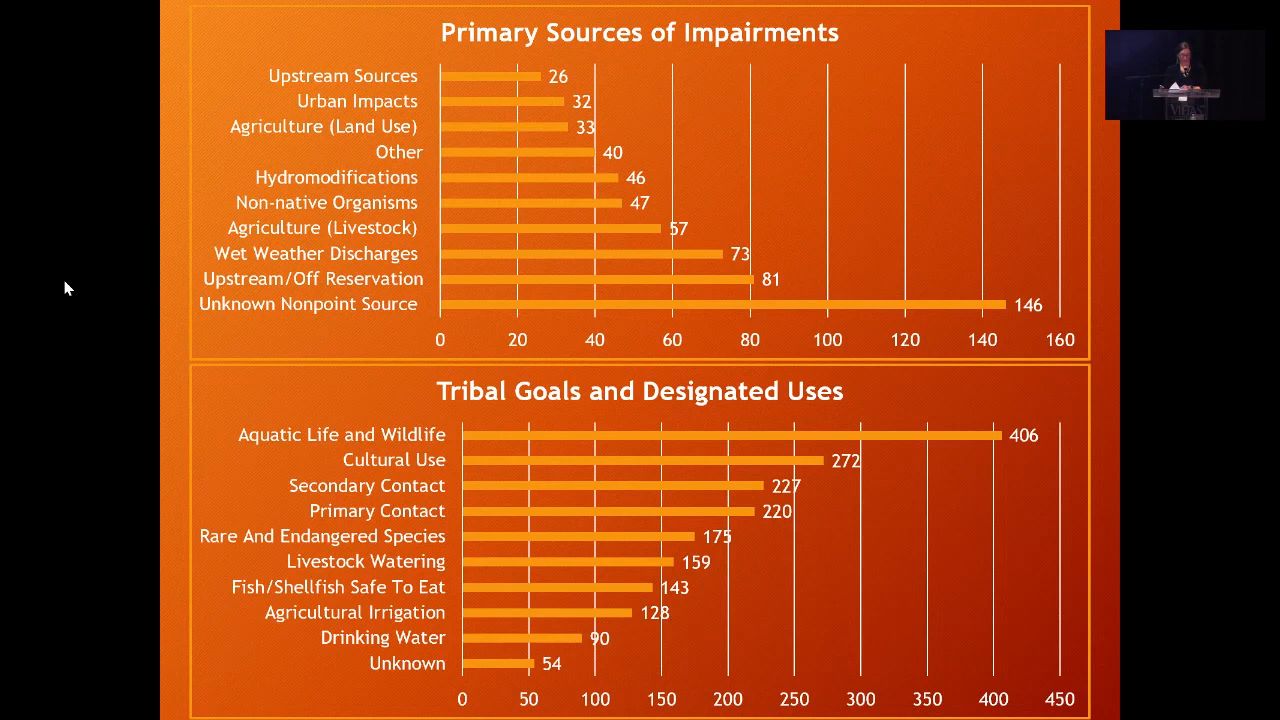 Primary Sources of Impairments
Upstream Sources 26
Urban Impacts 32
Agriculture (Land Use) 33
Other 40
Hydromodifications 46
Non-native Organisms 47
Agriculture (Livestock) 57
Wet Weather Discharges 73
Upstream/Off Reservation 81
Unknown Nonpoint Source 146
0 20 40 60 80 100 120 140 160
Tribal Goals and Designated Uses
Aquatic Life and Wildlife 406
Cultural Use 272
Secondary Contact 227
Primary Contact 220
Rare And Endangered Species 175
Livestock Watering 159
Fish/Shellfish Safe To Eat 143
Agricultural Irrigation 128
Drinking Water 90
Unknown 54
0 50 100 150 200 250 300 350 400 450